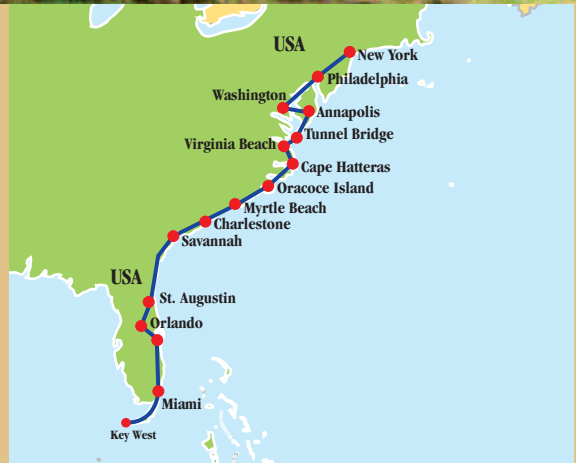 USA
New York
Philadelphia
Washington
Annapolis
Tunnel Bridge
Virginia Beach
Cape Hatteras
Oracoce Island
Myrtle Beach
Charlestone
Savannah
USA
St. Augustin
Orlando
Miami
Key West